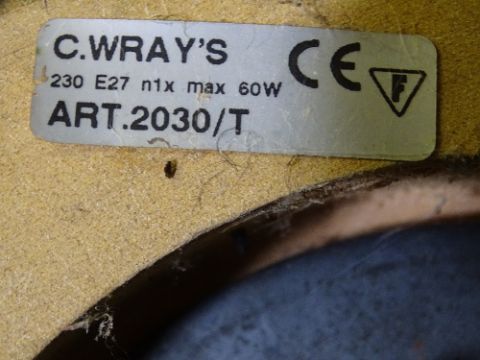 C.WRAY'S
230 E27 n1x max 60W
ART.2030/T
CE
F